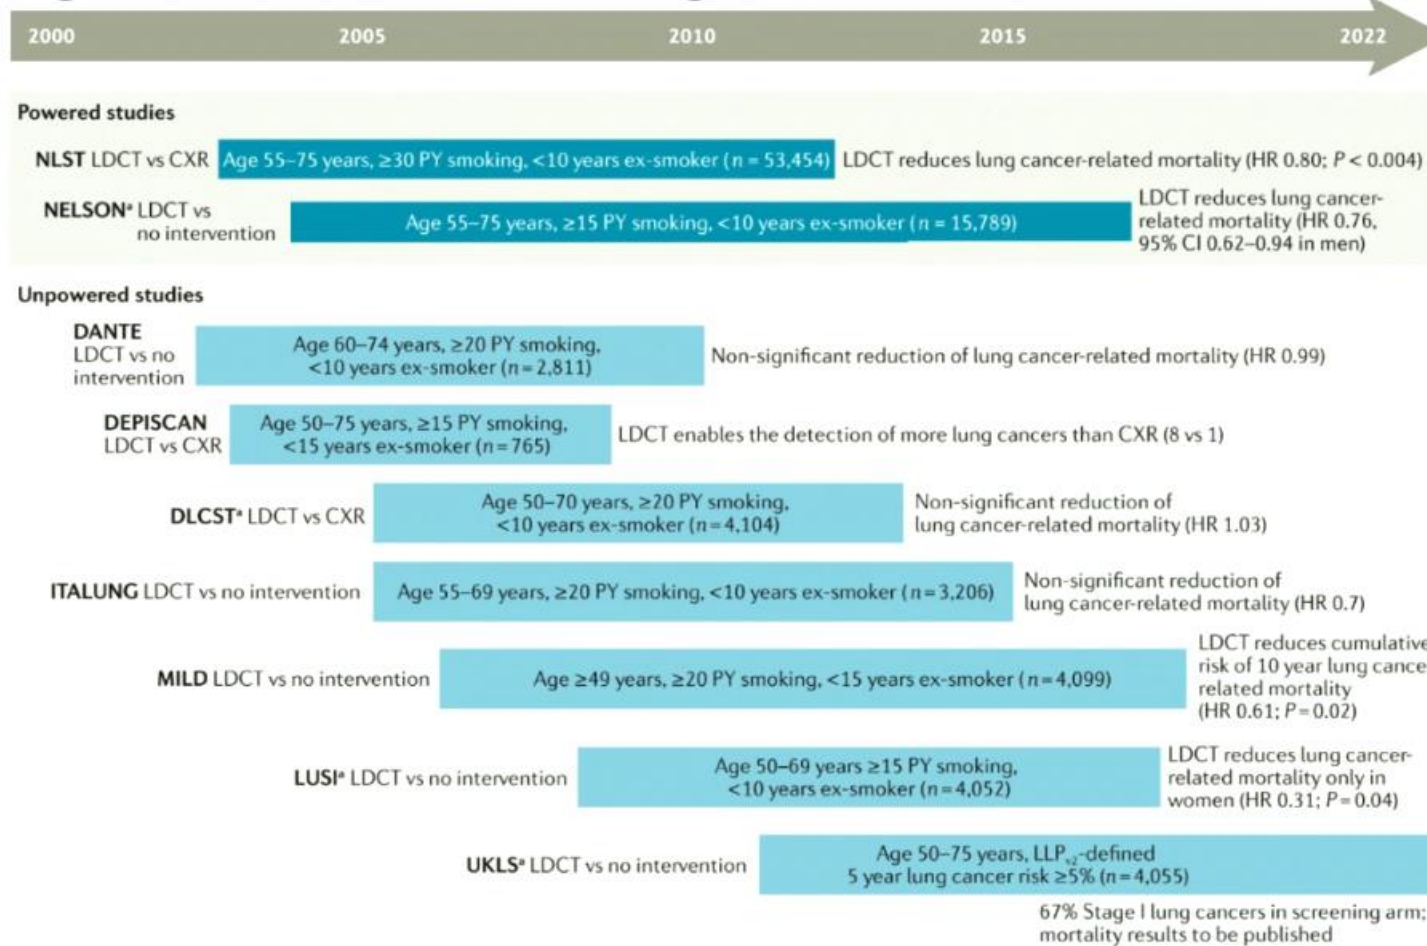 2000 2005 2010 2015 2022
Powered studies
NLST LDCT vs CXR
Age 55–75 years, ≥30 PY smoking, <10 years ex-smoker (n = 53,454)
LDCT reduces lung cancer-related mortality (HR 0.80; P < 0.004)
NELSONᵃ LDCT vs
no intervention
Age 55–75 years, ≥15 PY smoking, <10 years ex-smoker (n = 15,789)
LDCT reduces lung cancer-
related mortality (HR 0.76,
95% CI 0.62–0.94 in men)
Unpowered studies
DANTE
LDCT vs no
intervention
Age 60–74 years, ≥20 PY smoking,
<10 years ex-smoker (n = 2,811)
Non-significant reduction of lung cancer-related mortality (HR 0.99)
DEPISCAN
LDCT vs CXR
Age 50–75 years, ≥15 PY smoking,
<15 years ex-smoker (n = 765)
LDCT enables the detection of more lung cancers than CXR (8 vs 1)
DLCSTᵃ LDCT vs CXR
Age 50–70 years, ≥20 PY smoking,
<10 years ex-smoker (n = 4,104)
Non-significant reduction of
lung cancer-related mortality (HR 1.03)
ITALUNG LDCT vs no intervention
Age 55–69 years, ≥20 PY smoking, <10 years ex-smoker (n = 3,206)
Non-significant reduction of
lung cancer-related mortality (HR 0.7)
MILD LDCT vs no intervention
Age ≥49 years, ≥20 PY smoking, <15 years ex-smoker (n = 4,099)
LDCT reduces cumulative
risk of 10 year lung cance
related mortality
(HR 0.61; P = 0.02)
LUSIᵃ LDCT vs no intervention
Age 50–69 years ≥15 PY smoking,
<10 years ex-smoker (n = 4,052)
LDCT reduces lung cancer-
related mortality only in
women (HR 0.31; P = 0.04)
UKLSᵃ LDCT vs no intervention
Age 50–75 years, LLPv2-defined
5 year lung cancer risk ≥5% (n = 4,055)
67% Stage I lung cancers in screening arm;
mortality results to be published